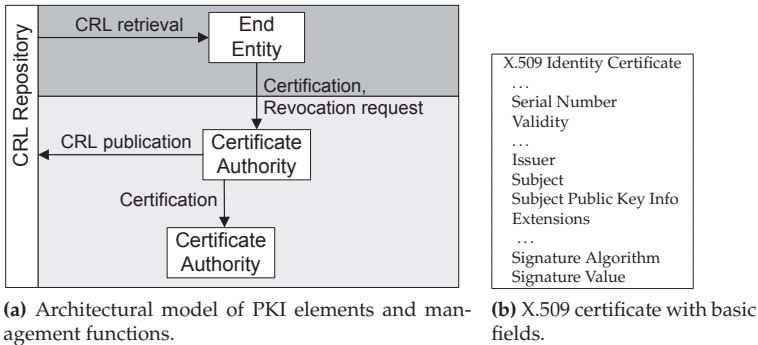 CRL Repository
CRL retrieval
End
Entity
Certification,
Revocation request
CRL publication
Certificate
Authority
Certification
Certificate
Authority
(a) Architectural model of PKI elements and man-
agement functions.
X.509 Identity Certificate
...
Serial Number
Validity
...
Issuer
Subject
Subject Public Key Info
Extensions
...
Signature Algorithm
Signature Value
(b) X.509 certificate with basic
fields.